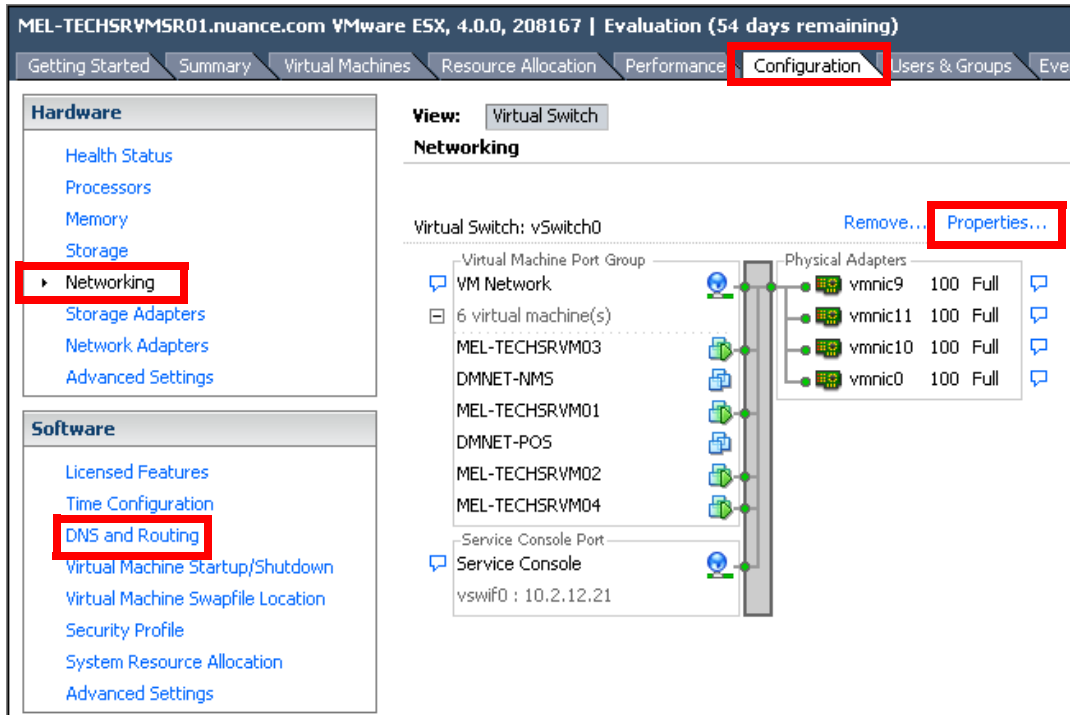 MEL-TECHSRVMSR01.nuance.com VMware ESX, 4.0.0, 208167 | Evaluation (54 days remaining)
Getting Started Summary Virtual Machines Resource Allocation Performance Configuration Users & Groups Eve
Hardware
Health Status
Processors
Memory
Storage
Networking
Storage Adapters
Network Adapters
Advanced Settings
Software
Licensed Features
Time Configuration
DNS and Routing
Virtual Machine Startup/Shutdown
Virtual Machine Swapfile Location
Security Profile
System Resource Allocation
Advanced Settings
View: Virtual Switch
Networking
Virtual Switch: vSwitch0 Remove... Properties...
Virtual Machine Port Group
VM Network
6 virtual machine(s)
MEL-TECHSRVM03
DMNET-NMS
MEL-TECHSRVM01
DMNET-POS
MEL-TECHSRVM02
MEL-TECHSRVM04
Service Console Port
Service Console
vswif0 : 10.2.12.21
Physical Adapters
vmnic9 100 Full
vmnic11 100 Full
vmnic10 100 Full
vmnic0 100 Full